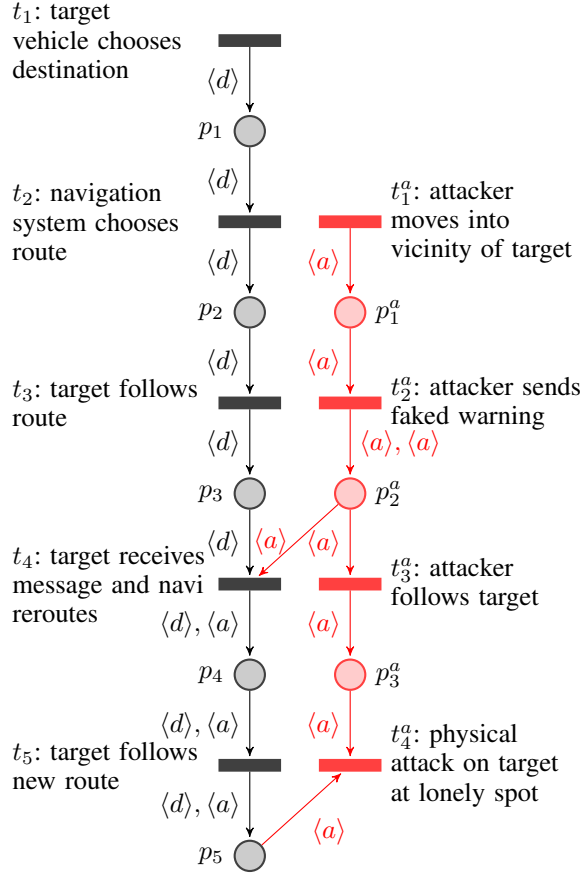 t₁: target
vehicle chooses
destination
⟨d⟩
p₁
⟨d⟩
t₂: navigation
system chooses
route
t₁ᵃ: attacker
moves into
vicinity of target
⟨d⟩
⟨a⟩
p₂
p₁ᵃ
⟨d⟩
⟨a⟩
t₃: target follows
route
t₂ᵃ: attacker sends
faked warning
⟨d⟩
⟨a⟩, ⟨a⟩
p₃
p₂ᵃ
⟨d⟩
⟨a⟩
⟨a⟩
t₄: target receives
message and navi
reroutes
t₃ᵃ: attacker
follows target
⟨d⟩, ⟨a⟩
⟨a⟩
p₄
p₃ᵃ
⟨d⟩, ⟨a⟩
⟨a⟩
t₅: target follows
new route
t₄ᵃ: physical
attack on target
at lonely spot
⟨d⟩, ⟨a⟩
⟨a⟩
p₅